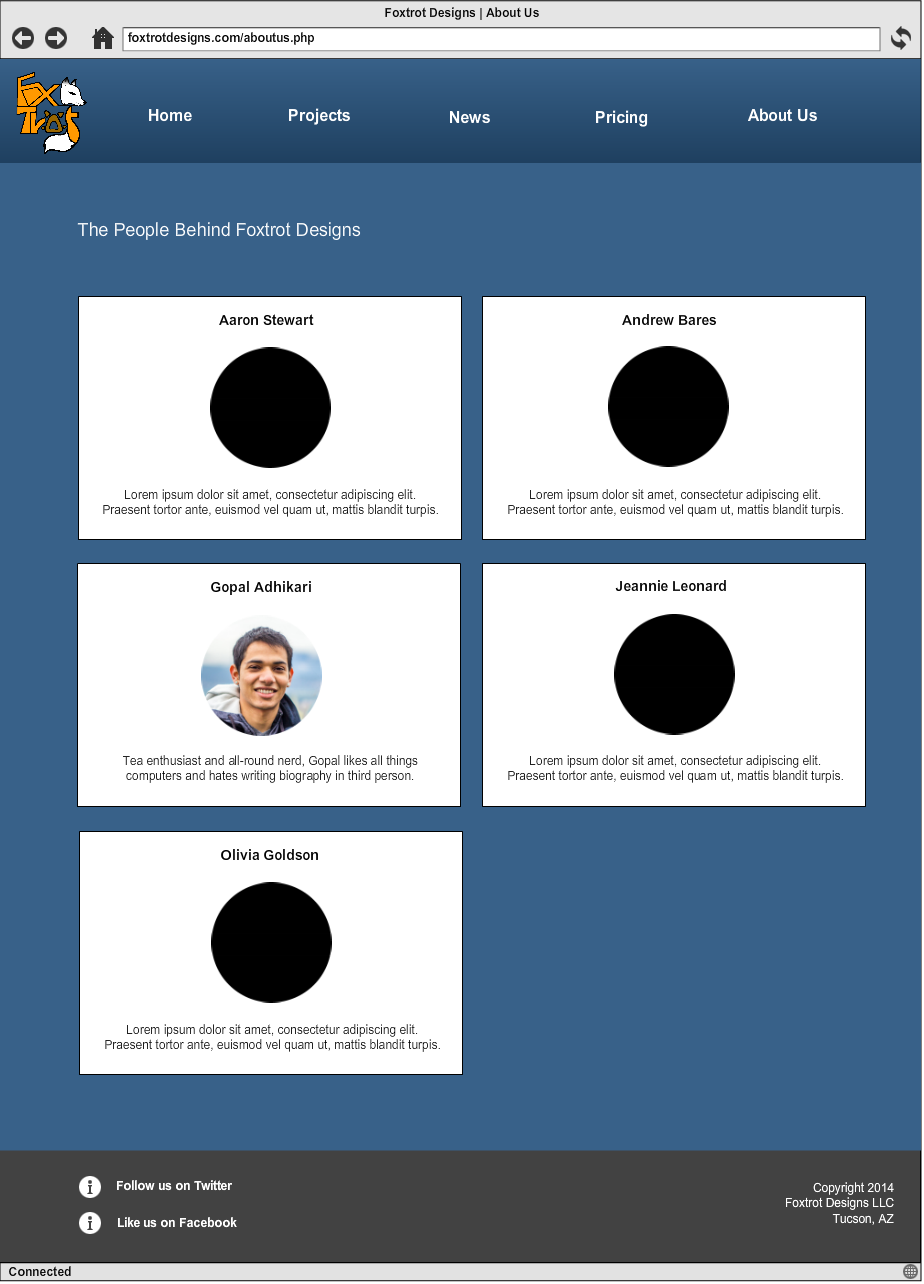 Foxtrot Designs | About Us
foxtrotdesigns.com/aboutus.php
Fox
Trot
Home
Projects
News
Pricing
About Us
The People Behind Foxtrot Designs
Aaron Stewart
Lorem ipsum dolor sit amet, consectetur adipiscing elit.
Praesent tortor ante, euismod vel quam ut, mattis blandit turpis.
Andrew Bares
Lorem ipsum dolor sit amet, consectetur adipiscing elit.
Praesent tortor ante, euismod vel quam ut, mattis blandit turpis.
Gopal Adhikari
Tea enthusiast and all-round nerd, Gopal likes all things
computers and hates writing biography in third person.
Jeannie Leonard
Lorem ipsum dolor sit amet, consectetur adipiscing elit.
Praesent tortor ante, euismod vel quam ut, mattis blandit turpis.
Olivia Goldson
Lorem ipsum dolor sit amet, consectetur adipiscing elit.
Praesent tortor ante, euismod vel quam ut, mattis blandit turpis.
Follow us on Twitter
Like us on Facebook
Copyright 2014
Foxtrot Designs LLC
Tucson, AZ
Connected